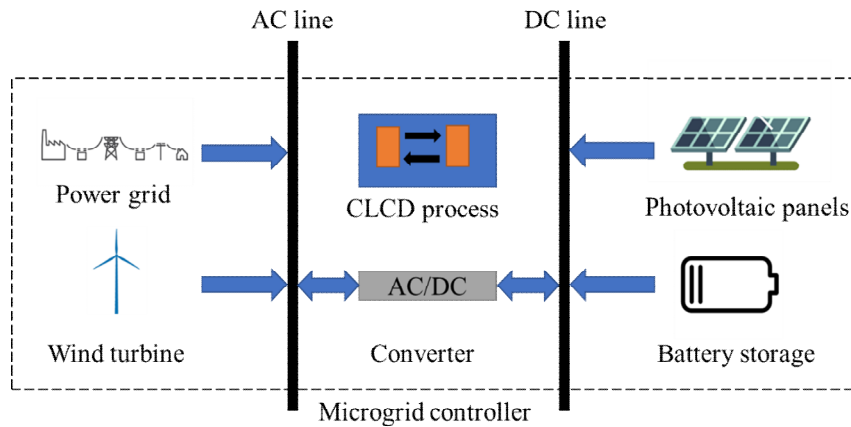 AC line
DC line
Power grid
CLCD process
Photovoltaic panels
AC/DC
Wind turbine
Converter
Battery storage
Microgrid controller